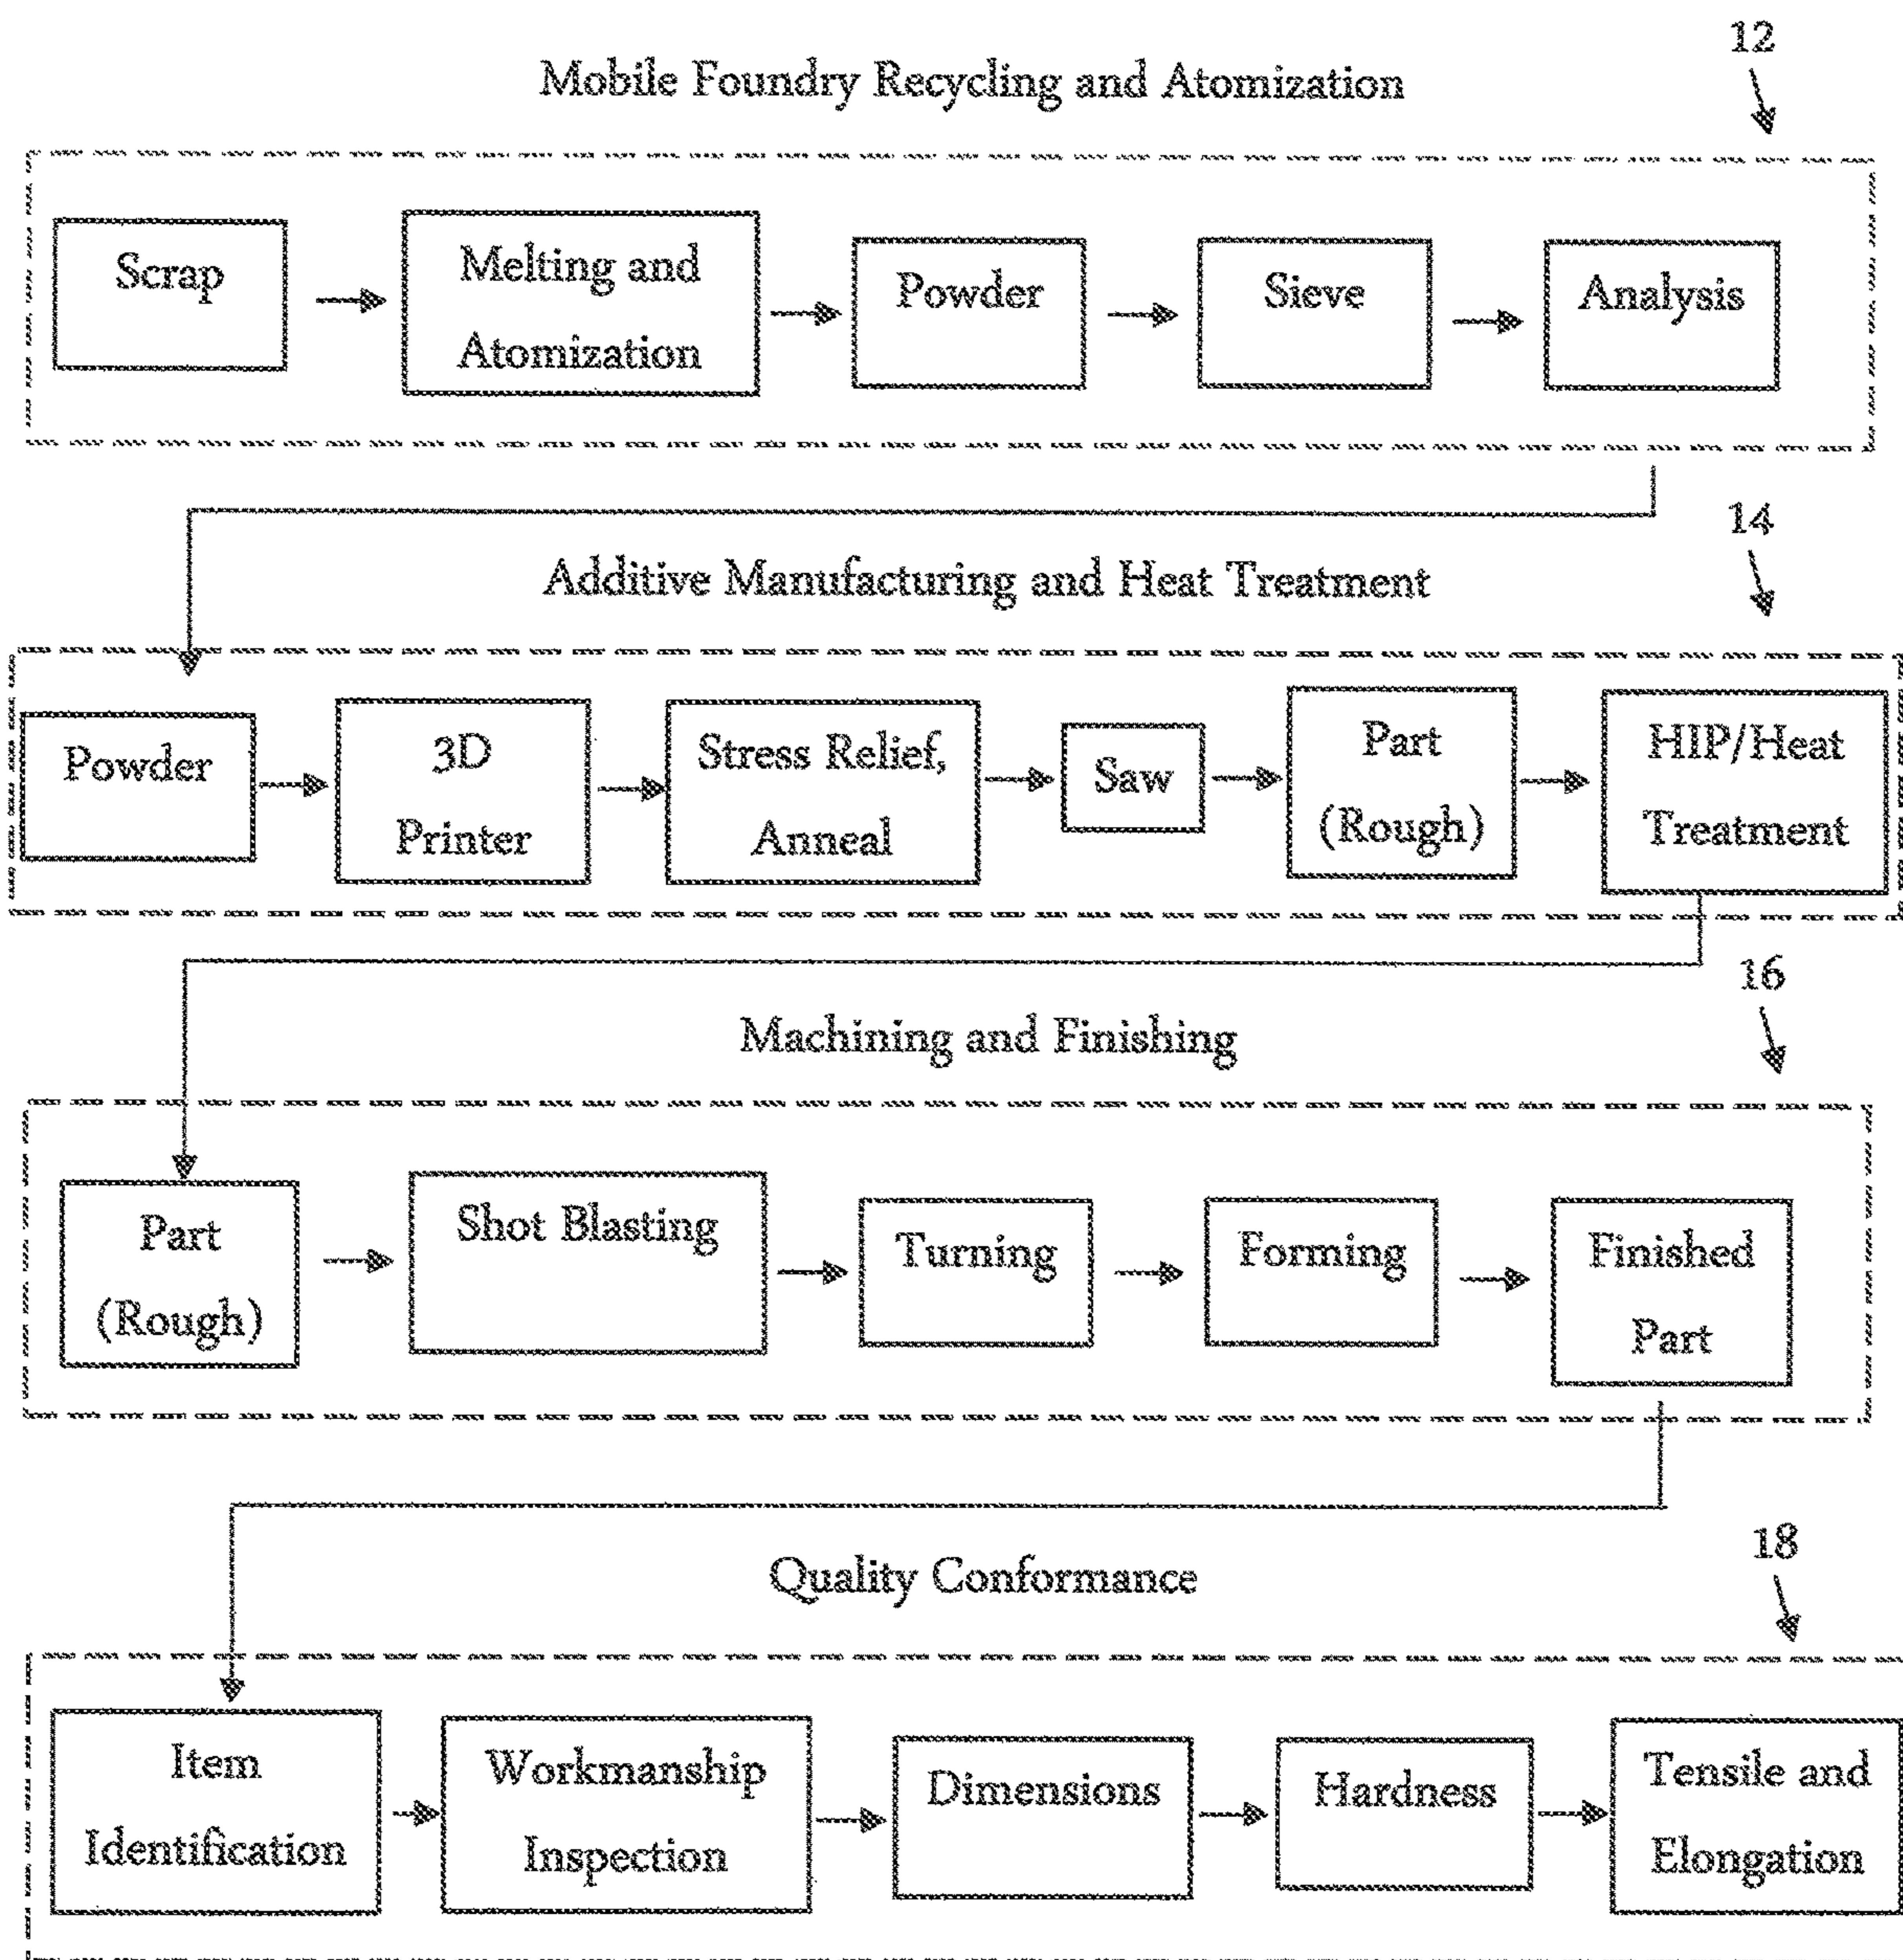 12
Mobile Foundry Recycling and Atomization
Scrap
Melting and
Atomization
Powder
Sieve
Analysis
14
Additive Manufacturing and Heat Treatment
Powder
3D
Printer
Stress Relief,
Anneal
Saw
Part
(Rough)
HIP/Heat
Treatment
16
Machining and Finishing
Part
(Rough)
Shot Blasting
Turning
Forming
Finished
Part
18
Quality Conformance
Item
Identification
Workmanship
Inspection
Dimensions
Hardness
Tensile and
Elongation